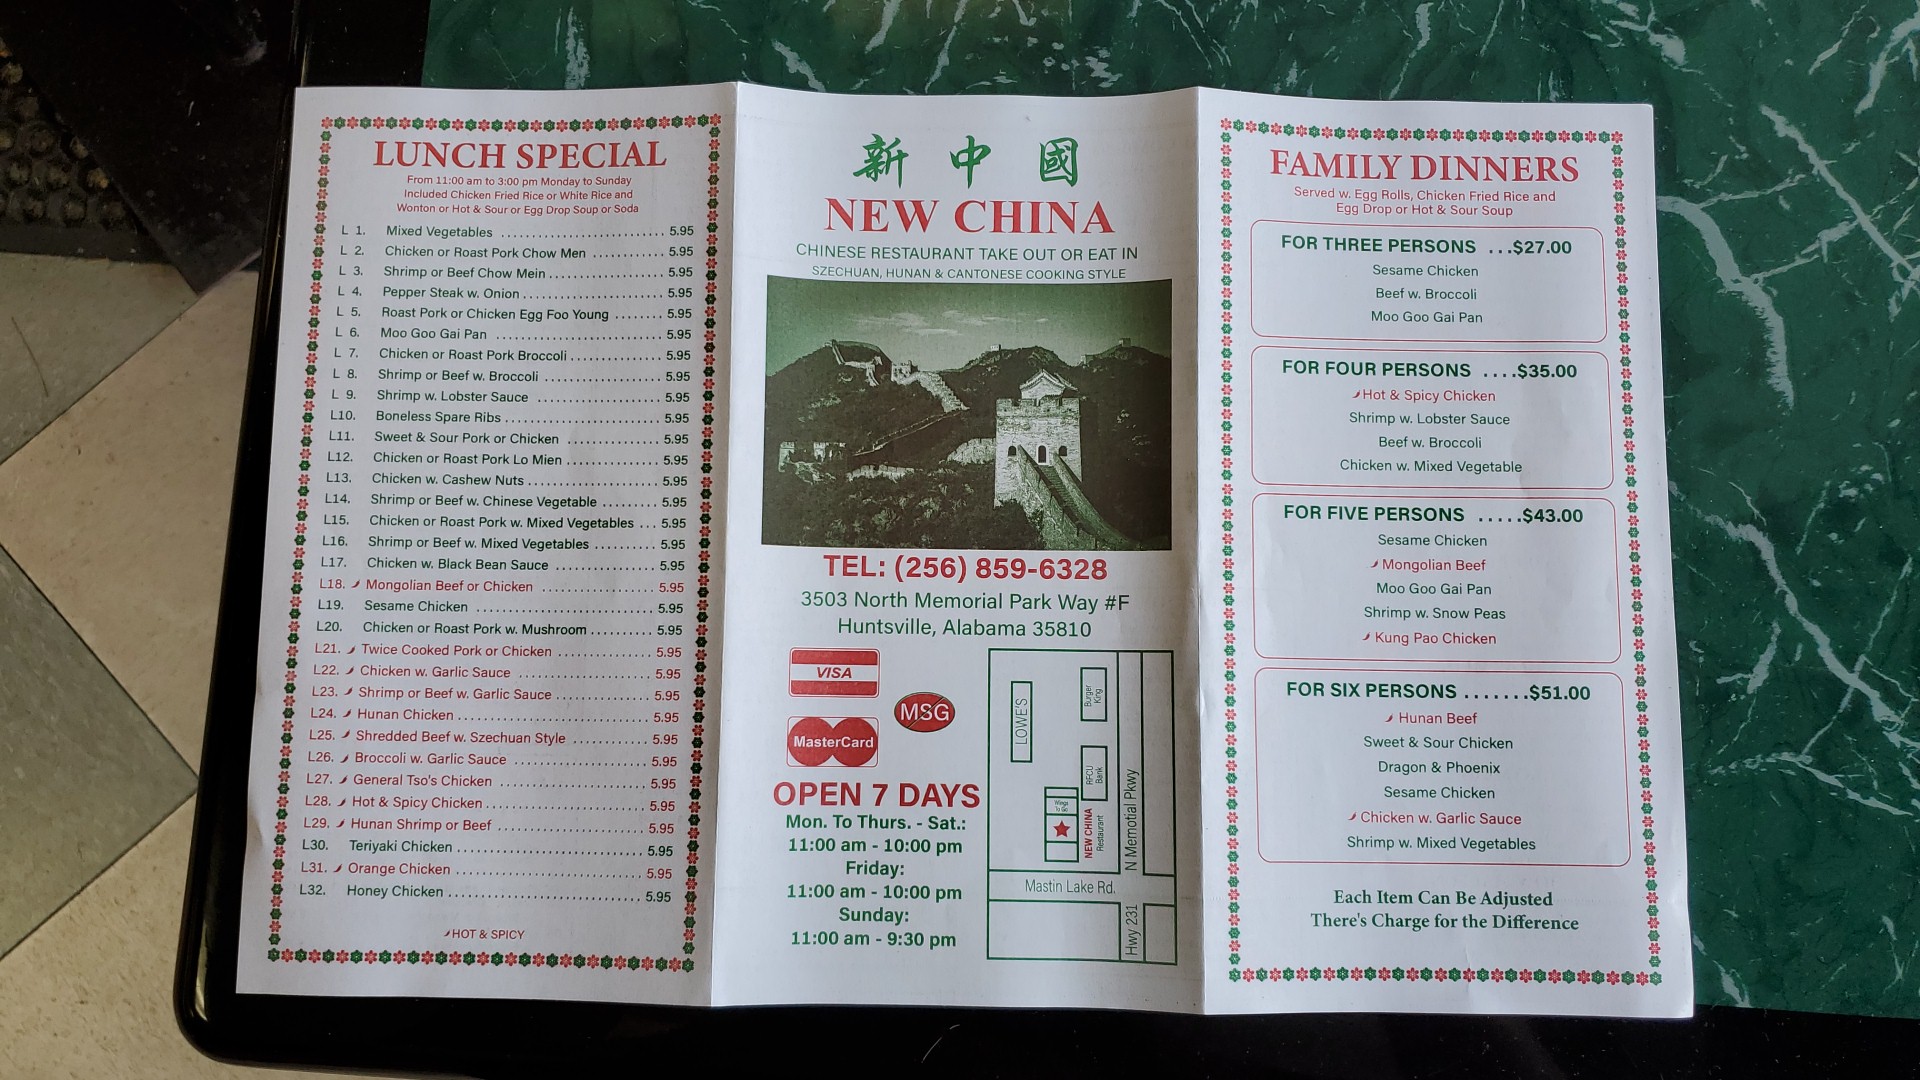 LUNCH SPECIAL
From 11:00 am to 3:00 pm Monday to Sunday
Included Chicken Fried Rice or White Rice and
Wonton or Hot & Sour or Egg Drop Soup or Soda
L 1. Mixed Vegetables 5.95
L 2. Chicken or Roast Pork Chow Men 5.95
L 3. Shrimp or Beef Chow Mein 5.95
L 4. Pepper Steak w. Onion 5.95
L 5. Roast Pork or Chicken Egg Foo Young 5.95
L 6. Moo Goo Gai Pan 5.95
L 7. Chicken or Roast Pork Broccoli 5.95
L 8. Shrimp or Beef w. Broccoli 5.95
L 9. Shrimp w. Lobster Sauce 5.95
L10. Boneless Spare Ribs 5.95
L11. Sweet & Sour Pork or Chicken 5.95
L12. Chicken or Roast Pork Lo Mien 5.95
L13. Chicken w. Cashew Nuts 5.95
L14. Shrimp or Beef w. Chinese Vegetable 5.95
L15. Chicken or Roast Pork w. Mixed Vegetables 5.95
L16. Shrimp or Beef w. Mixed Vegetables 5.95
L17. Chicken w. Black Bean Sauce 5.95
L18. Mongolian Beef or Chicken 5.95
L19. Sesame Chicken 5.95
L20. Chicken or Roast Pork w. Mushroom 5.95
L21. Twice Cooked Pork or Chicken 5.95
L22. Chicken w. Garlic Sauce 5.95
L23. Shrimp or Beef w. Garlic Sauce 5.95
L24. Hunan Chicken 5.95
L25. Shredded Beef w. Szechuan Style 5.95
L26. Broccoli w. Garlic Sauce 5.95
L27. General Tso's Chicken 5.95
L28. Hot & Spicy Chicken 5.95
L29. Hunan Shrimp or Beef 5.95
L30. Teriyaki Chicken 5.95
L31. Orange Chicken 5.95
L32. Honey Chicken 5.95
HOT & SPICY
新中國
NEW CHINA
CHINESE RESTAURANT TAKE OUT OR EAT IN
SZECHUAN, HUNAN & CANTONESE COOKING STYLE
TEL: (256) 859-6328
3503 North Memorial Park Way #F
Huntsville, Alabama 35810
VISA
MSG
MasterCard
OPEN 7 DAYS
Mon. To Thurs. - Sat.:
11:00 am - 10:00 pm
Friday:
11:00 am - 10:00 pm
Sunday:
11:00 am - 9:30 pm
LOWE'S
Burger
King
RFCU
Bank
Wings
To Go
NEW CHINA
Restaurant
N Memotial Pkwy
Mastin Lake Rd.
Hwy 231
FAMILY DINNERS
Served w. Egg Rolls, Chicken Fried Rice and
Egg Drop or Hot & Sour Soup
FOR THREE PERSONS ...$27.00
Sesame Chicken
Beef w. Broccoli
Moo Goo Gai Pan
FOR FOUR PERSONS ....$35.00
Hot & Spicy Chicken
Shrimp w. Lobster Sauce
Beef w. Broccoli
Chicken w. Mixed Vegetable
FOR FIVE PERSONS .....$43.00
Sesame Chicken
Mongolian Beef
Moo Goo Gai Pan
Shrimp w. Snow Peas
Kung Pao Chicken
FOR SIX PERSONS .......$51.00
Hunan Beef
Sweet & Sour Chicken
Dragon & Phoenix
Sesame Chicken
Chicken w. Garlic Sauce
Shrimp w. Mixed Vegetables
Each Item Can Be Adjusted
There's Charge for the Difference